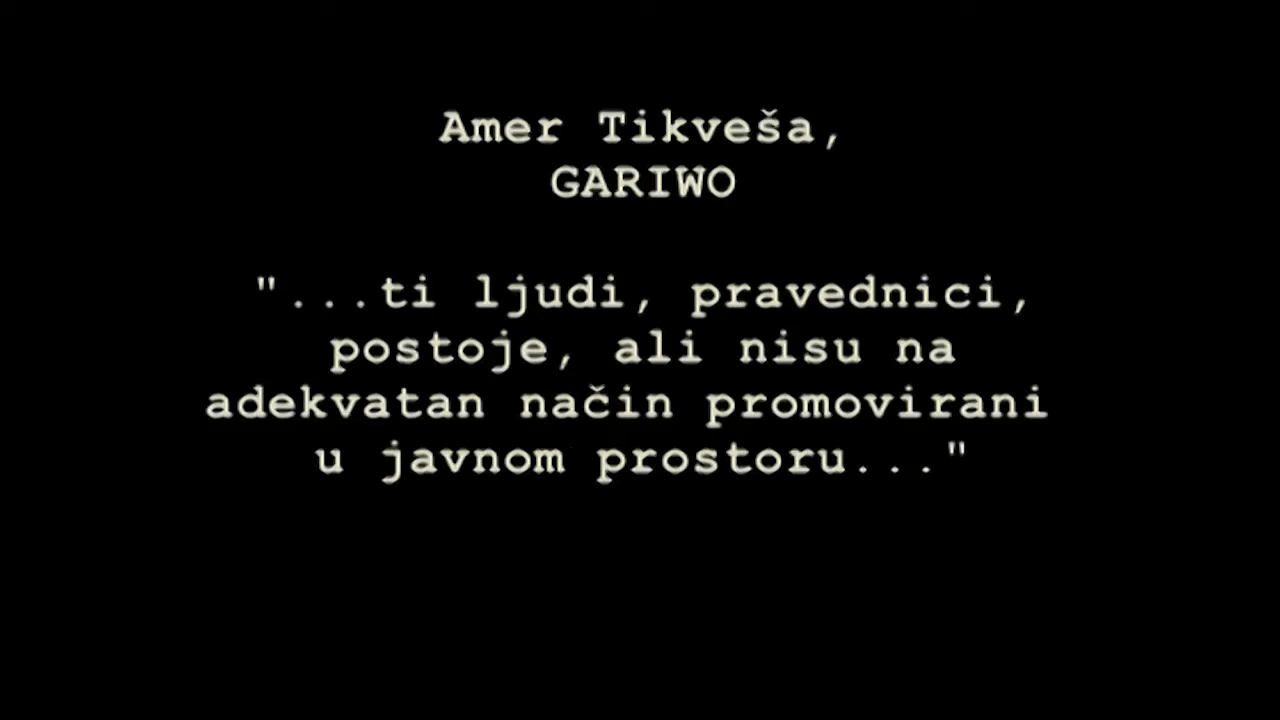 Amer Tikveša,
GARIWO
"...ti ljudi, pravednici,
postoje, ali nisu na
adekvatan način promovirani
u javnom prostoru..."